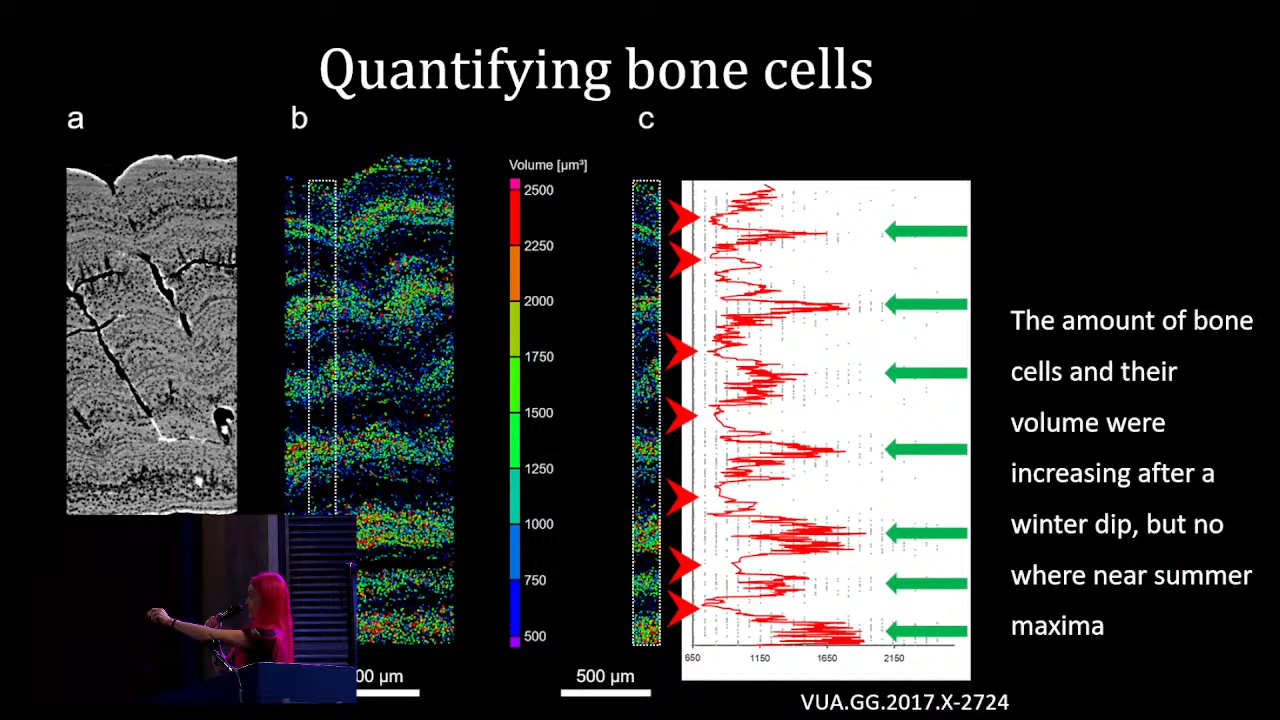 Quantifying bone cells
a
b
c
Volume [µm³]
2500
2250
2000
1750
1500
1250
1000
750
500
00 µm
500 µm
650
1150
1650
2150
The amount of bone
cells and their
volume were
increasing after a
winter dip, but no
where near summer
maxima
VUA.GG.2017.X-2724